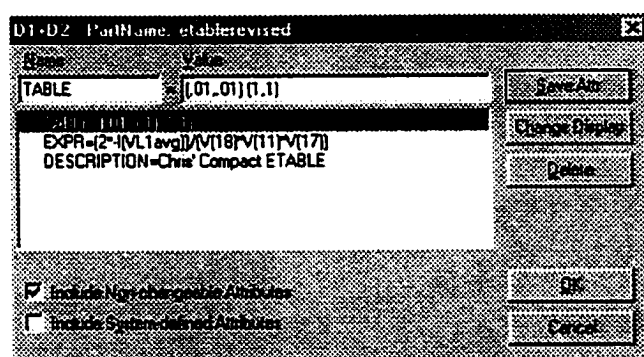 D1+D2 PartName: etablerevised
Name Value
TABLE = (.01,.01) (1,1)
EXPR=(2*-I(VL1avg))/(V(18)*V(11)*V(17))
DESCRIPTION=Chris' Compact ETABLE
Save Attr
Change Display
Delete
Include Non-changeable Attributes
Include System-defined Attributes
OK
Cancel